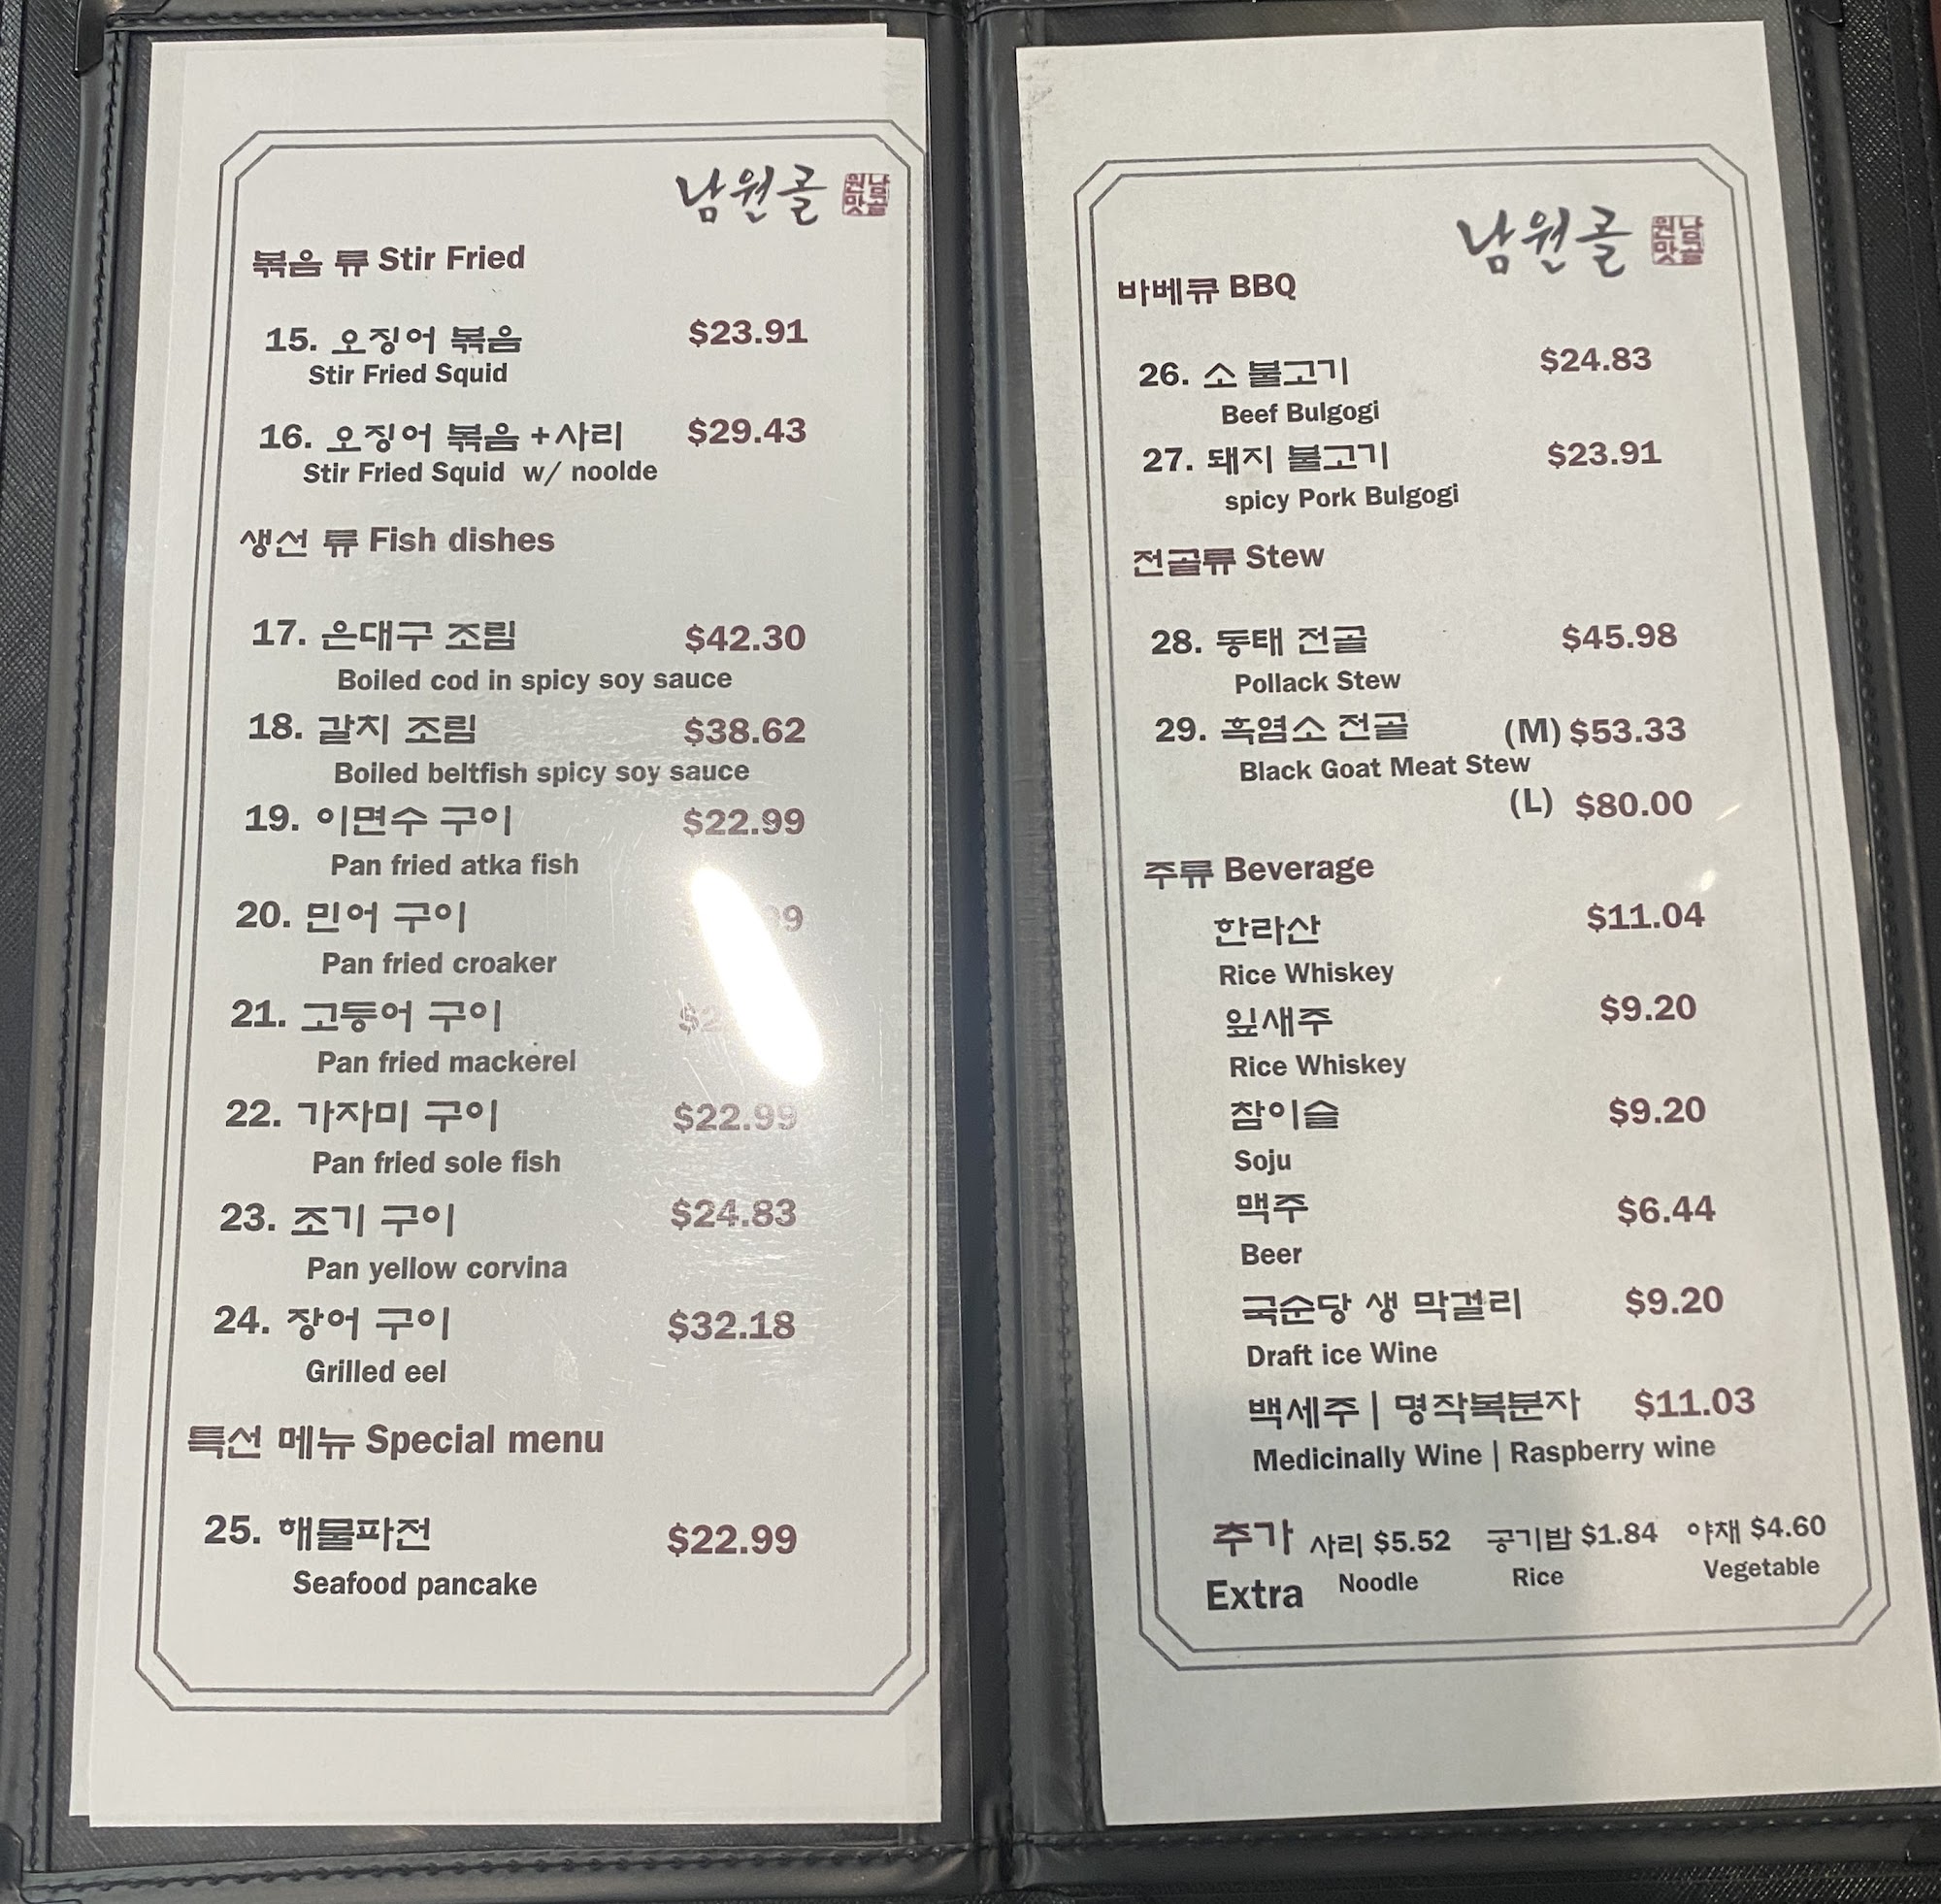 남원골 남원골맛
볶음 류 Stir Fried
15. 오징어 볶음 $23.91
Stir Fried Squid
16. 오징어 볶음 +사리 $29.43
Stir Fried Squid w/ noolde
생선 류 Fish dishes
17. 은대구 조림 $42.30
Boiled cod in spicy soy sauce
18. 갈치 조림 $38.62
Boiled beltfish spicy soy sauce
19. 이면수 구이 $22.99
Pan fried atka fish
20. 민어 구이
Pan fried croaker
21. 고등어 구이
Pan fried mackerel
22. 가자미 구이 $22.99
Pan fried sole fish
23. 조기 구이 $24.83
Pan yellow corvina
24. 장어 구이 $32.18
Grilled eel
특선 메뉴 Special menu
25. 해물파전 $22.99
Seafood pancake
남원골 남원골맛
바베큐 BBQ
26. 소 불고기 $24.83
Beef Bulgogi
27. 돼지 불고기 $23.91
spicy Pork Bulgogi
전골류 Stew
28. 동태 전골 $45.98
Pollack Stew
29. 흑염소 전골 (M) $53.33
Black Goat Meat Stew
(L) $80.00
주류 Beverage
한라산 $11.04
Rice Whiskey
잎새주 $9.20
Rice Whiskey
참이슬 $9.20
Soju
맥주 $6.44
Beer
국순당 생 막걸리 $9.20
Draft ice Wine
백세주 | 명작복분자 $11.03
Medicinally Wine | Raspberry wine
추가 사리 $5.52 공기밥 $1.84 야채 $4.60
Extra Noodle Rice Vegetable